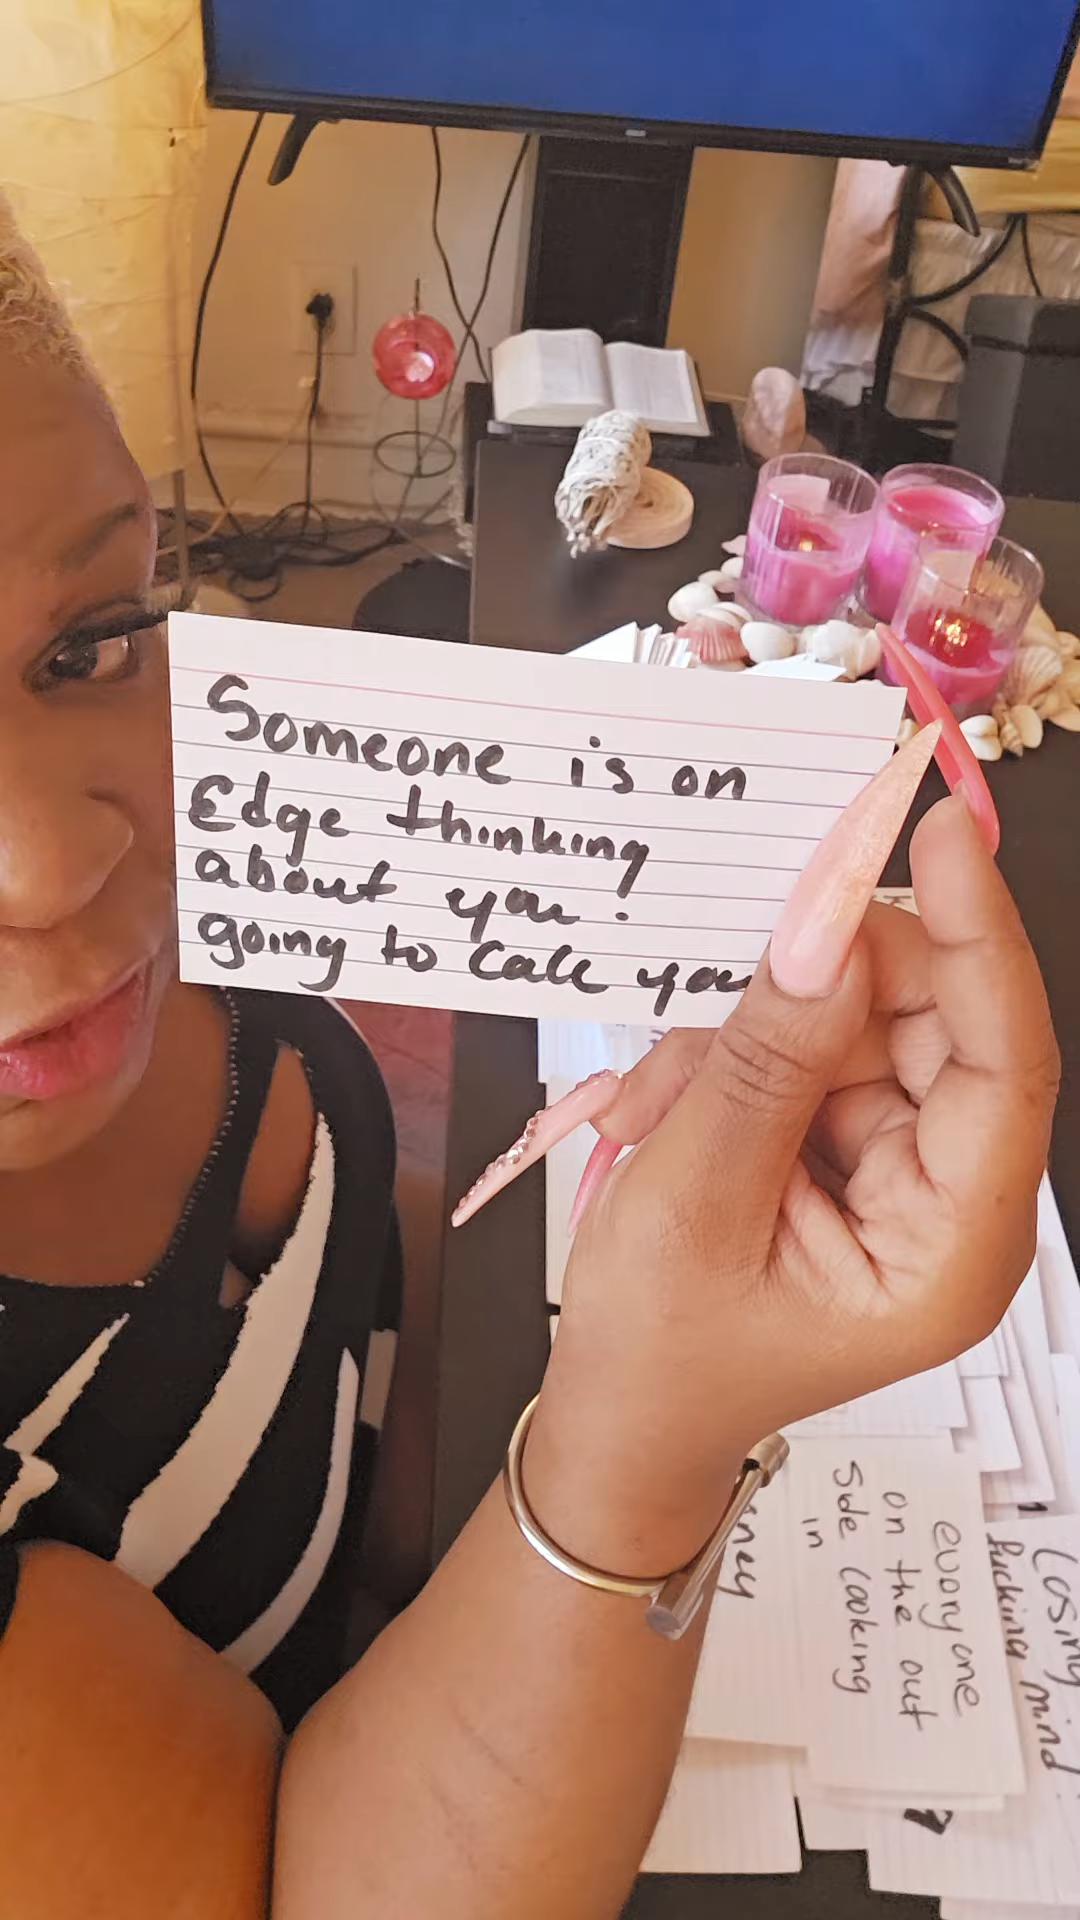 Someone is on
Edge thinking
about you.
going to Call you
everyone
on the out
side looking
in
Losing
fucking mind